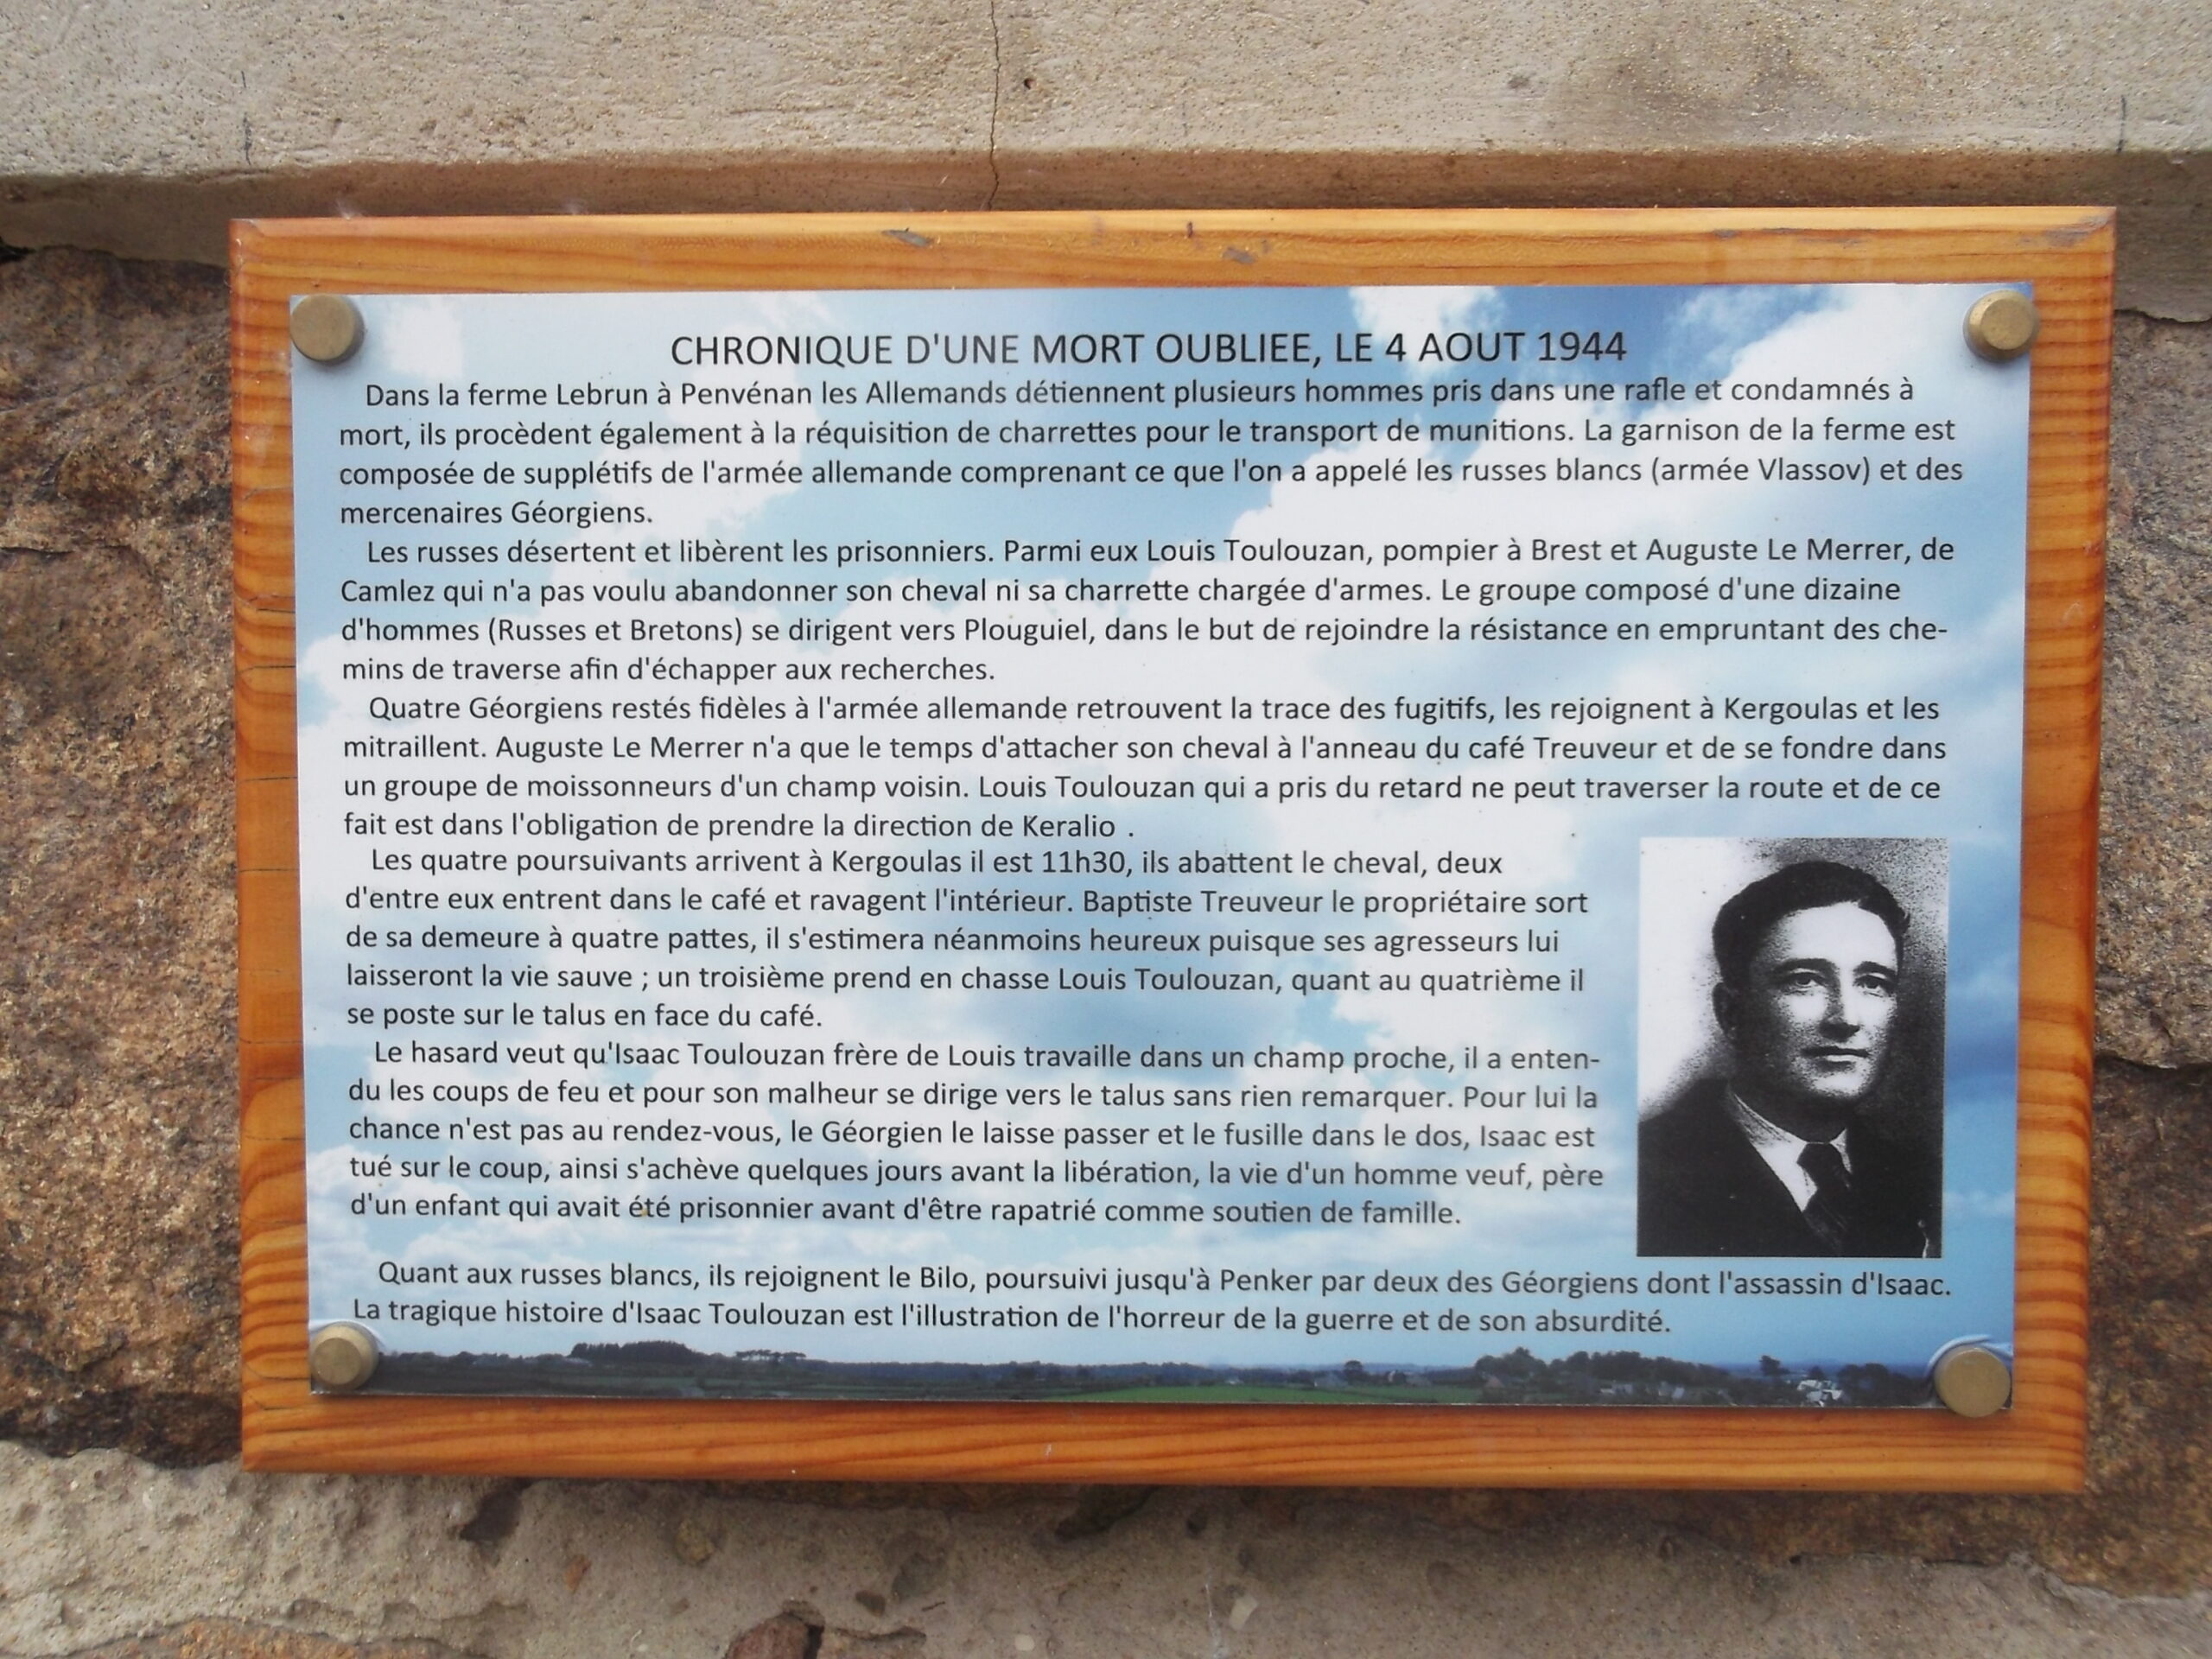 CHRONIQUE D'UNE MORT OUBLIEE, LE 4 AOUT 1944
Dans la ferme Lebrun à Penvénan les Allemands détiennent plusieurs hommes pris dans une rafle et condamnés à
mort, ils procèdent également à la réquisition de charrettes pour le transport de munitions. La garnison de la ferme est
composée de supplétifs de l'armée allemande comprenant ce que l'on a appelé les russes blancs (armée Vlassov) et des
mercenaires Géorgiens.
Les russes désertent et libèrent les prisonniers. Parmi eux Louis Toulouzan, pompier à Brest et Auguste Le Merrer, de
Camlez qui n'a pas voulu abandonner son cheval ni sa charrette chargée d'armes. Le groupe composé d'une dizaine
d'hommes (Russes et Bretons) se dirigent vers Plouguiel, dans le but de rejoindre la résistance en empruntant des che-
mins de traverse afin d'échapper aux recherches.
Quatre Géorgiens restés fidèles à l'armée allemande retrouvent la trace des fugitifs, les rejoignent à Kergoulas et les
mitraillent. Auguste Le Merrer n'a que le temps d'attacher son cheval à l'anneau du café Treuveur et de se fondre dans
un groupe de moissonneurs d'un champ voisin. Louis Toulouzan qui a pris du retard ne peut traverser la route et de ce
fait est dans l'obligation de prendre la direction de Keralio .
Les quatre poursuivants arrivent à Kergoulas il est 11h30, ils abattent le cheval, deux
d'entre eux entrent dans le café et ravagent l'intérieur. Baptiste Treuveur le propriétaire sort
de sa demeure à quatre pattes, il s'estimera néanmoins heureux puisque ses agresseurs lui
laisseront la vie sauve ; un troisième prend en chasse Louis Toulouzan, quant au quatrième il
se poste sur le talus en face du café.
Le hasard veut qu'Isaac Toulouzan frère de Louis travaille dans un champ proche, il a enten-
du les coups de feu et pour son malheur se dirige vers le talus sans rien remarquer. Pour lui la
chance n'est pas au rendez-vous, le Géorgien le laisse passer et le fusille dans le dos, Isaac est
tué sur le coup, ainsi s'achève quelques jours avant la libération, la vie d'un homme veuf, père
d'un enfant qui avait été prisonnier avant d'être rapatrié comme soutien de famille.
Quant aux russes blancs, ils rejoignent le Bilo, poursuivi jusqu'à Penker par deux des Géorgiens dont l'assassin d'Isaac.
La tragique histoire d'Isaac Toulouzan est l'illustration de l'horreur de la guerre et de son absurdité.